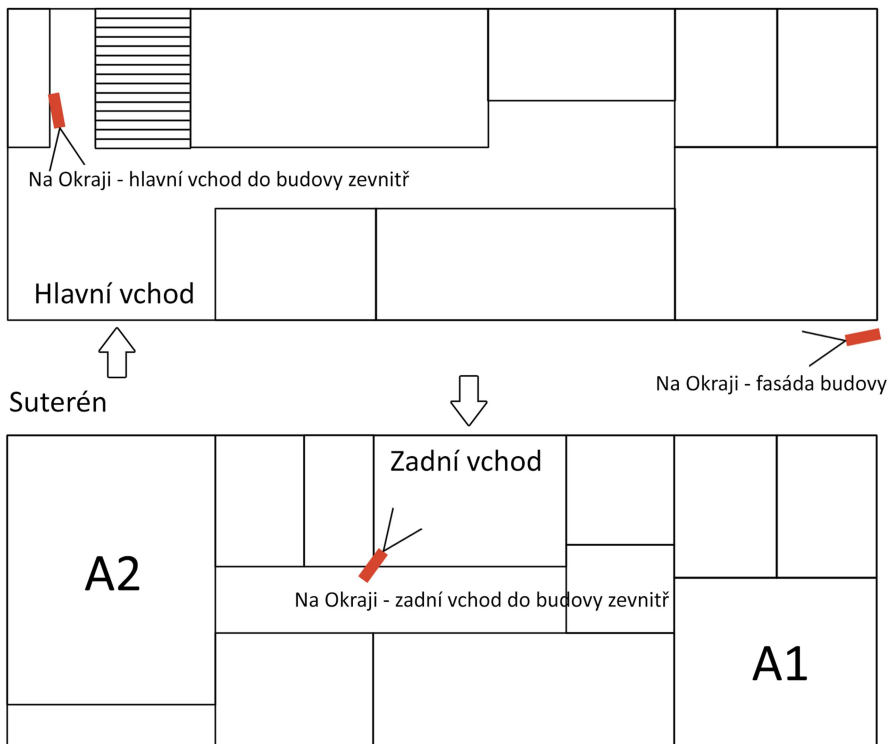 Na Okraji - hlavní vchod do budovy zevnitř
Hlavní vchod
Na Okraji - fasáda budovy
Suterén
Zadní vchod
A2
Na Okraji - zadní vchod do budovy zevnitř
A1